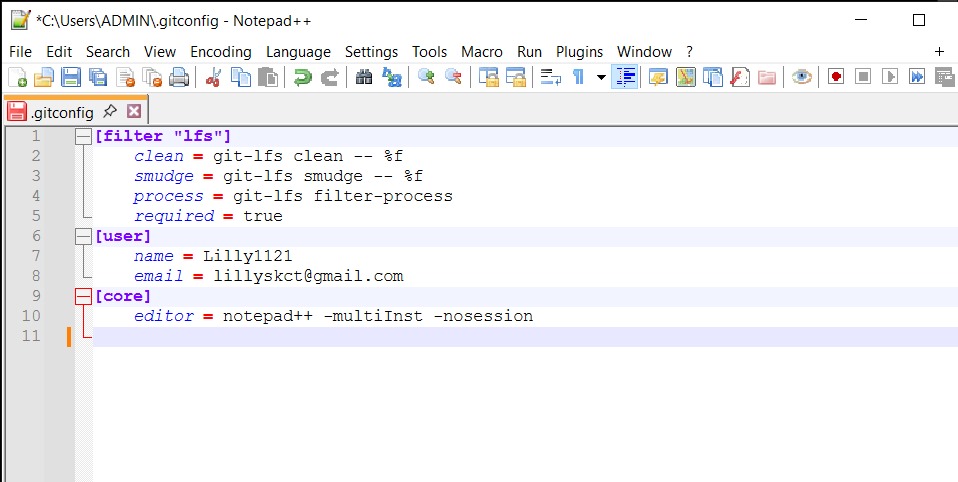 *C:\Users\ADMIN\.gitconfig - Notepad++
File Edit Search View Encoding Language Settings Tools Macro Run Plugins Window ?
.gitconfig
1 [filter "lfs"]
2 clean = git-lfs clean -- %f
3 smudge = git-lfs smudge -- %f
4 process = git-lfs filter-process
5 required = true
6 [user]
7 name = Lilly1121
8 email = lillyskct@gmail.com
9 [core]
10 editor = notepad++ -multiInst -nosession
11